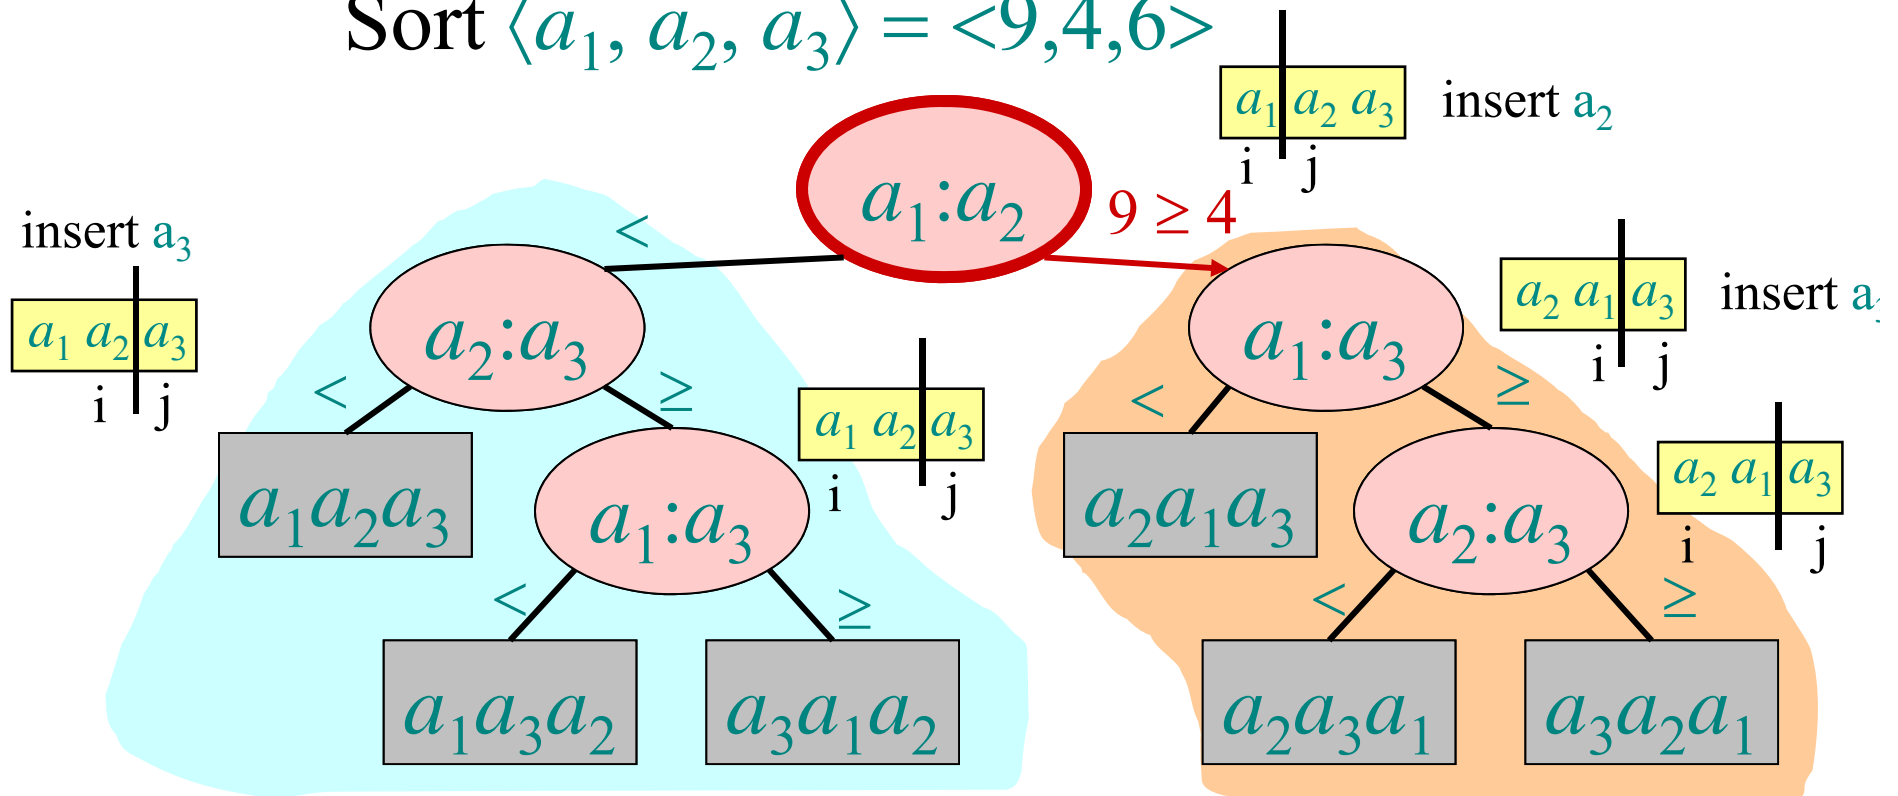 Sort ⟨a₁, a₂, a₃⟩ = <9,4,6>
a₁ a₂ a₃
insert a₂
i j
a₁:a₂
9 ≥ 4
<
insert a₃
a₁ a₂ a₃
i j
a₂:a₃
< ≥
a₁ a₂ a₃
i j
a₁:a₃
< ≥
a₂ a₁ a₃
insert a₃
i j
a₂ a₁ a₃
i j
a₁a₂a₃
a₁:a₃
a₂a₁a₃
a₂:a₃
< ≥
< ≥
a₁a₃a₂
a₃a₁a₂
a₂a₃a₁
a₃a₂a₁